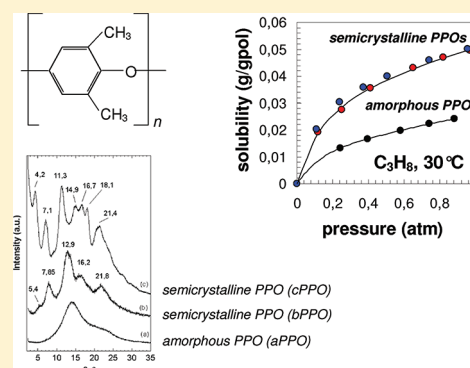 CH₃
O
CH₃
n
semicrystalline PPOs
amorphous PPO
C₃H₈, 30°C
solubility (g/gpol)
0,06
0,05
0,04
0,03
0,02
0,01
0
0 0,2 0,4 0,6 0,8
pressure (atm)
Intensity (a.u.)
4,2
7,1
11,3
14,9
16,7
18,1
21,4
(c)
5.4
7,85
12,9
16,2
21,8
(b)
(a)
5 10 15 20 25 30 35
semicrystalline PPO (cPPO)
semicrystalline PPO (bPPO)
amorphous PPO (aPPO)